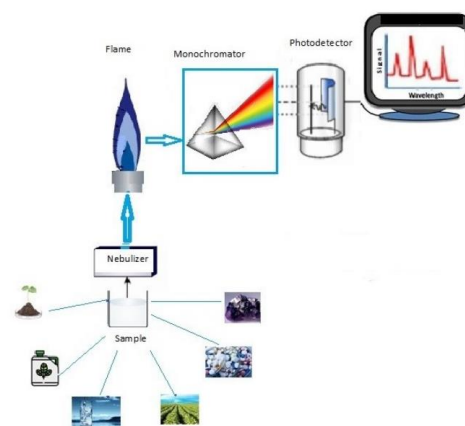 Flame
Monochromator
Photodetector
Signal
Wavelength
Nebulizer
Sample